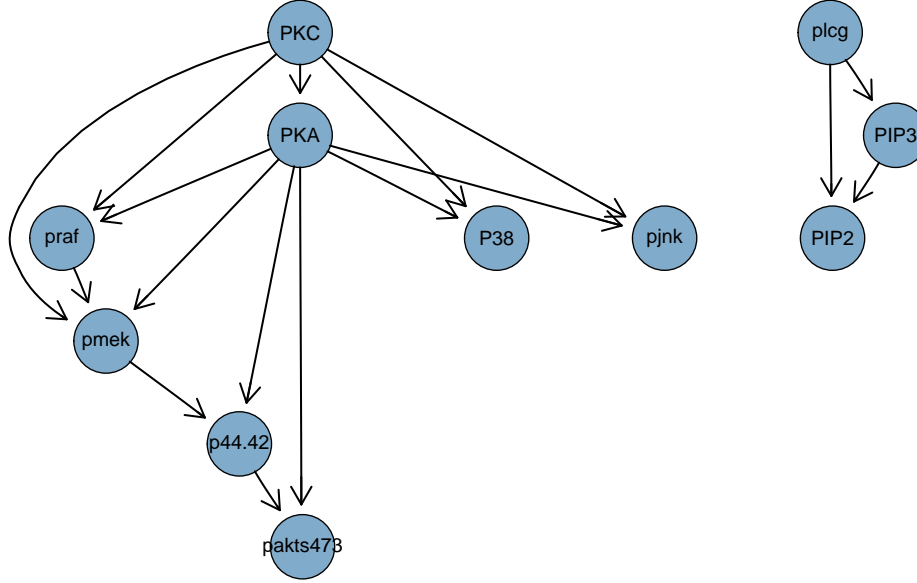 PKC
plcg
PKA
PIP3
praf
P38
pjnk
PIP2
pmek
p44.42
pakts473